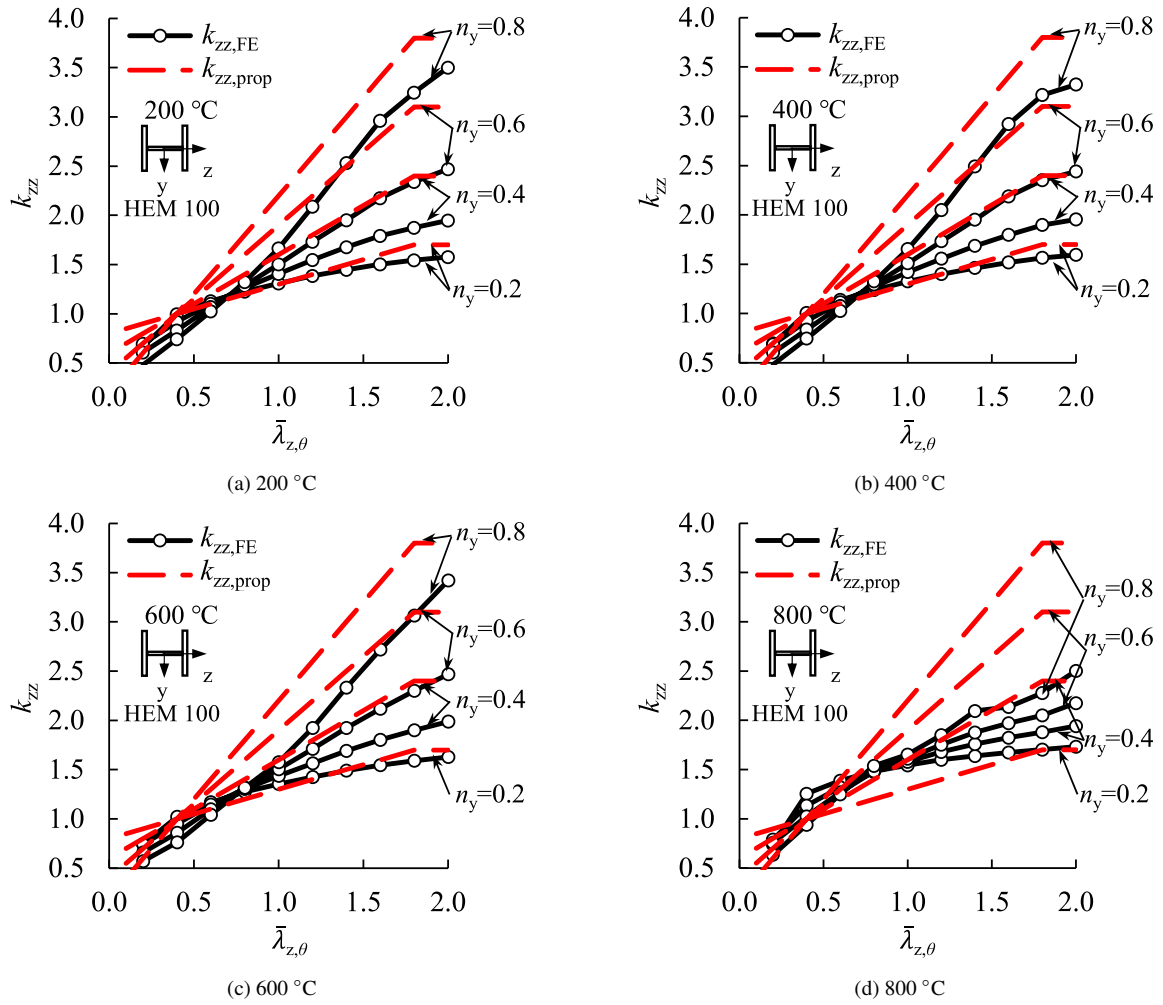 4.0
3.5
3.0
2.5
2.0
1.5
1.0
0.5
k_zz
k_zz,FE
k_zz,prop
200 °C
z
y
HEM 100
n_y=0.8
n_y=0.6
n_y=0.4
n_y=0.2
0.0 0.5 1.0 1.5 2.0
λ̄_z,θ
(a) 200 °C
4.0
3.5
3.0
2.5
2.0
1.5
1.0
0.5
k_zz
k_zz,FE
k_zz,prop
400 °C
z
y
HEM 100
n_y=0.8
n_y=0.6
n_y=0.4
n_y=0.2
0.0 0.5 1.0 1.5 2.0
λ̄_z,θ
(b) 400 °C
4.0
3.5
3.0
2.5
2.0
1.5
1.0
0.5
k_zz
k_zz,FE
k_zz,prop
600 °C
z
y
HEM 100
n_y=0.8
n_y=0.6
n_y=0.4
n_y=0.2
0.0 0.5 1.0 1.5 2.0
λ̄_z,θ
(c) 600 °C
4.0
3.5
3.0
2.5
2.0
1.5
1.0
0.5
k_zz
k_zz,FE
k_zz,prop
800 °C
z
y
HEM 100
n_y=0.8
n_y=0.6
n_y=0.4
n_y=0.2
0.0 0.5 1.0 1.5 2.0
λ̄_z,θ
(d) 800 °C